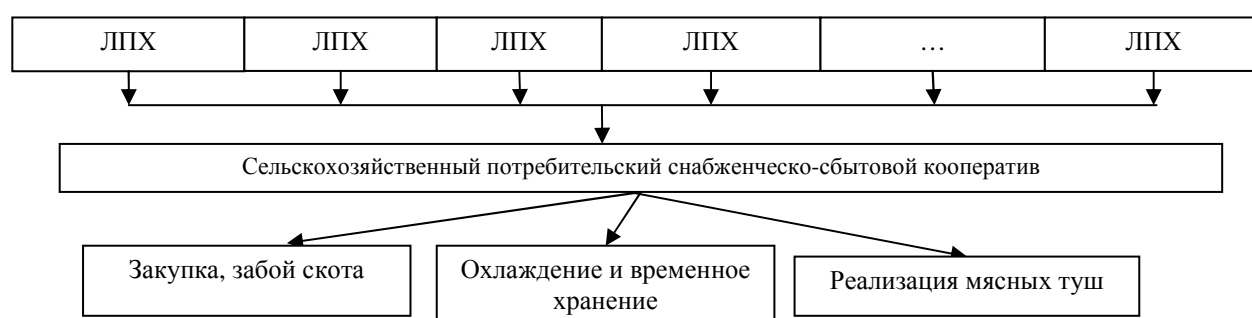 ЛПХ ЛПХ ЛПХ ЛПХ … ЛПХ
Сельскохозяйственный потребительский снабженческо-сбытовой кооператив
Закупка, забой скота
Охлаждение и временное
хранение
Реализация мясных туш